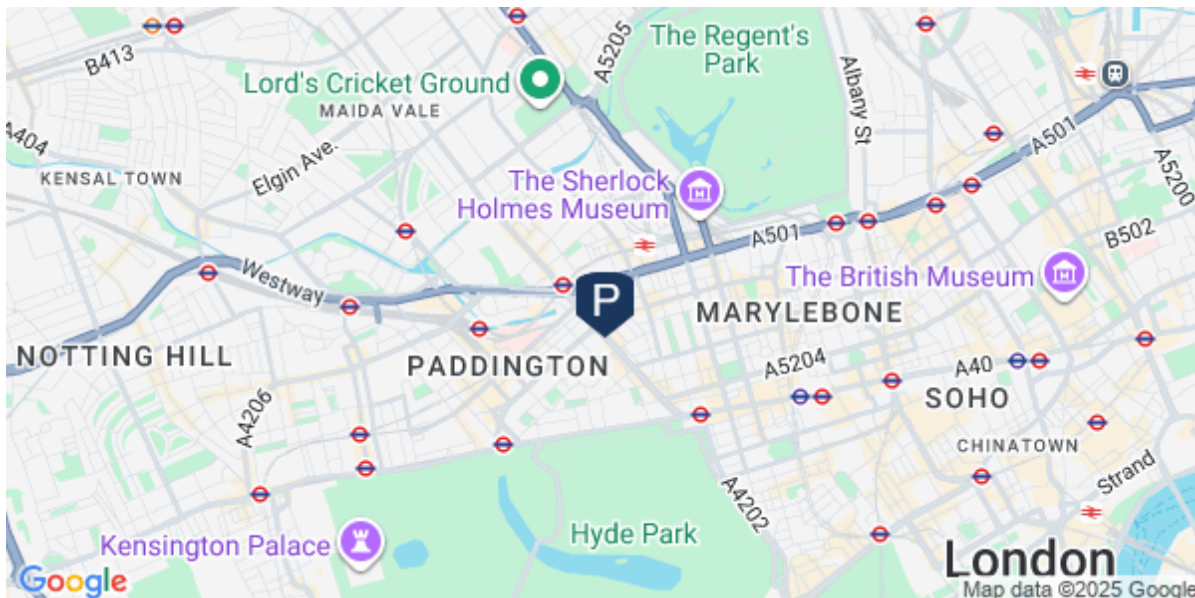 B413
A5205
The Regent's
Park
Albany St
Lord's Cricket Ground
MAIDA VALE
A404
Elgin Ave.
KENSAL TOWN
A501
A5200
The Sherlock
Holmes Museum
A501
B502
Westway
The British Museum
P
MARYLEBONE
NOTTING HILL
PADDINGTON
A5204
A40
SOHO
A4206
CHINATOWN
Strand
A4202
Hyde Park
Kensington Palace
London
Google
Map data ©2025 Google